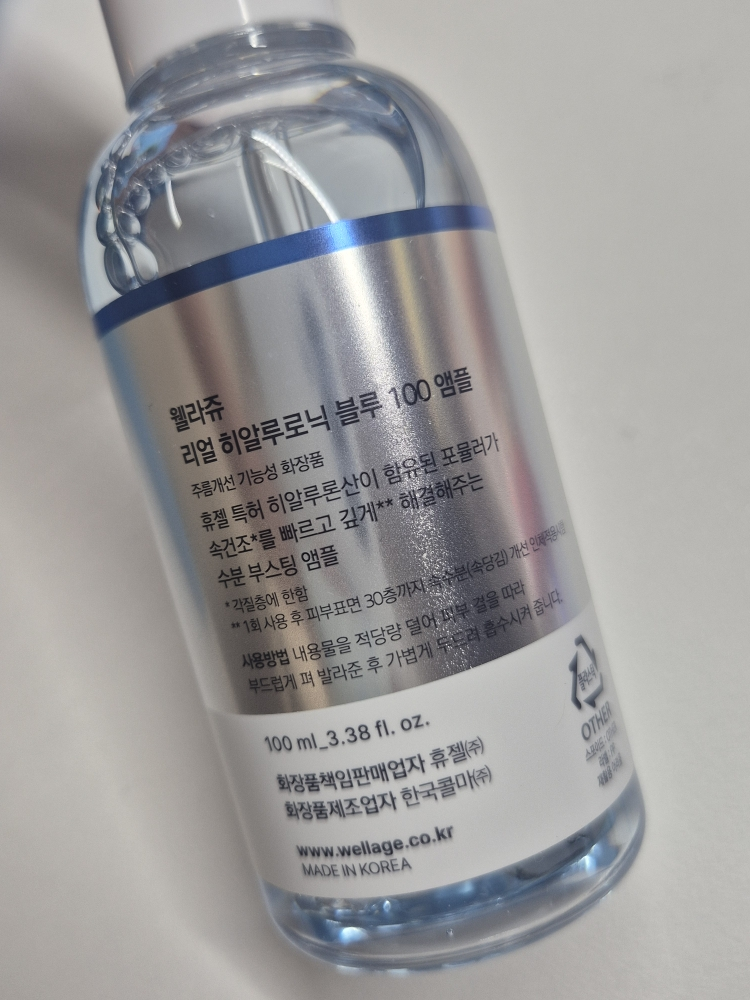 웰라쥬
리얼 히알루로닉 블루 100 앰플
주름개선 기능성 화장품
휴젤 특허 히알루론산이 함유된 포뮬러가
속건조*를 빠르고 깊게** 해결해주는
수분 부스팅 앰플
* 각질층에 한함
** 1회 사용 후 피부표면 30층까지 속수분(속당김) 개선 인체적용시험
사용방법 내용물을 적당량 덜어 피부 결을 따라
부드럽게 펴 발라준 후 가볍게 두드려 흡수시켜 줍니다.
100 ml_3.38 fl. oz.
화장품책임판매업자 휴젤㈜
화장품제조업자 한국콜마㈜
www.wellage.co.kr
MADE IN KOREA
플라스틱
OTHER